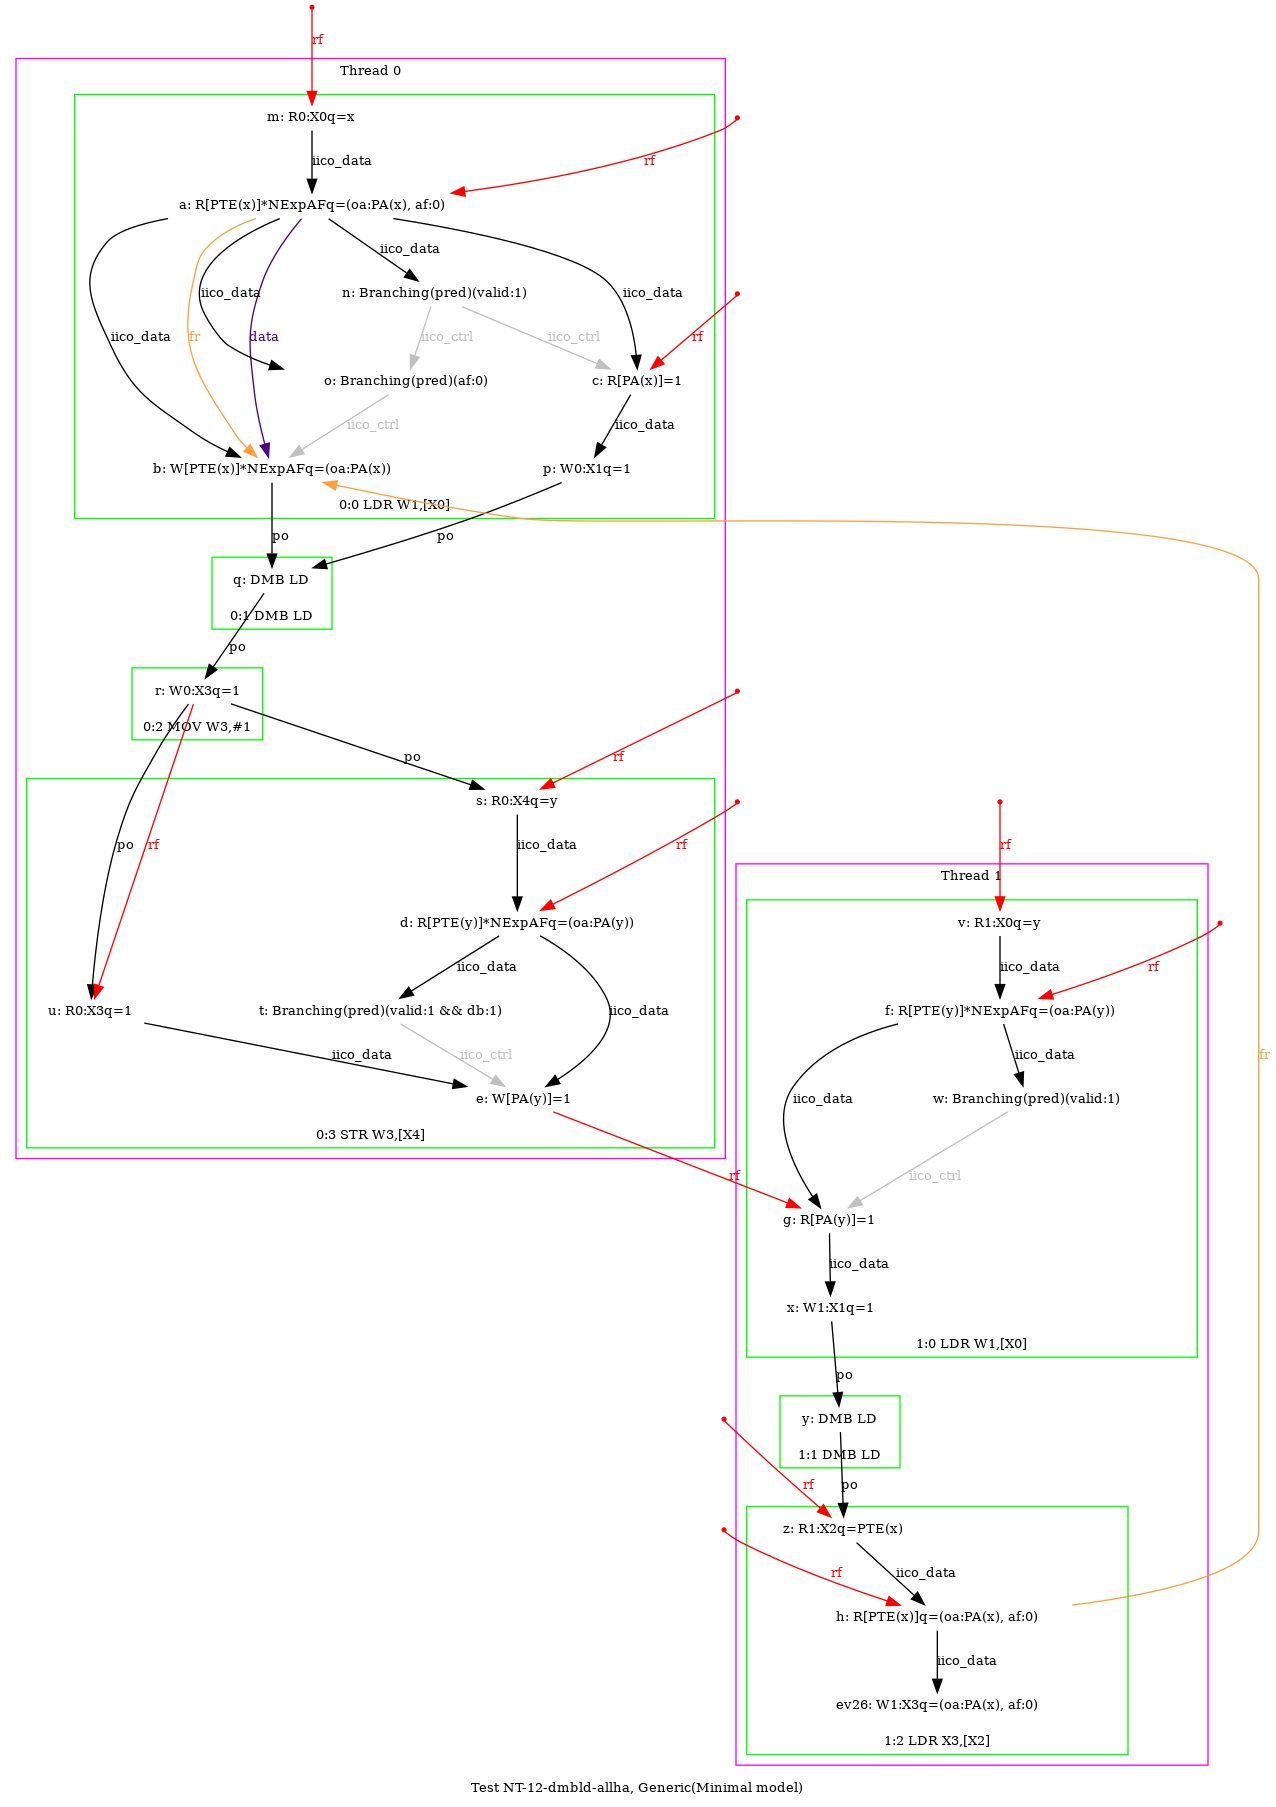 rf
Thread 0
m: R0:X0q=x
iico_data
rf
a: R[PTE(x)]*NExpAFq=(oa:PA(x), af:0)
iico_data
iico_data
iico_data
n: Branching(pred)(valid:1)
iico_data
fr
data
iico_ctrl
iico_ctrl
rf
o: Branching(pred)(af:0)
c: R[PA(x)]=1
iico_ctrl
iico_data
b: W[PTE(x)]*NExpAFq=(oa:PA(x))
p: W0:X1q=1
0:0 LDR W1,[X0]
po
po
q: DMB LD
0:1 DMB LD
po
r: W0:X3q=1
0:2 MOV W3,#1
po
rf
s: R0:X4q=y
po
rf
iico_data
rf
rf
Thread 1
d: R[PTE(y)]*NExpAFq=(oa:PA(y))
v: R1:X0q=y
iico_data
iico_data
rf
u: R0:X3q=1
t: Branching(pred)(valid:1 && db:1)
iico_data
f: R[PTE(y)]*NExpAFq=(oa:PA(y))
iico_data
iico_ctrl
iico_data
fr
e: W[PA(y)]=1
iico_data
w: Branching(pred)(valid:1)
0:3 STR W3,[X4]
rf
iico_ctrl
g: R[PA(y)]=1
iico_data
x: W1:X1q=1
1:0 LDR W1,[X0]
po
y: DMB LD
1:1 DMB LD
rf
po
z: R1:X2q=PTE(x)
rf
iico_data
h: R[PTE(x)]q=(oa:PA(x), af:0)
iico_data
ev26: W1:X3q=(oa:PA(x), af:0)
1:2 LDR X3,[X2]
Test NT-12-dmbld-allha, Generic(Minimal model)